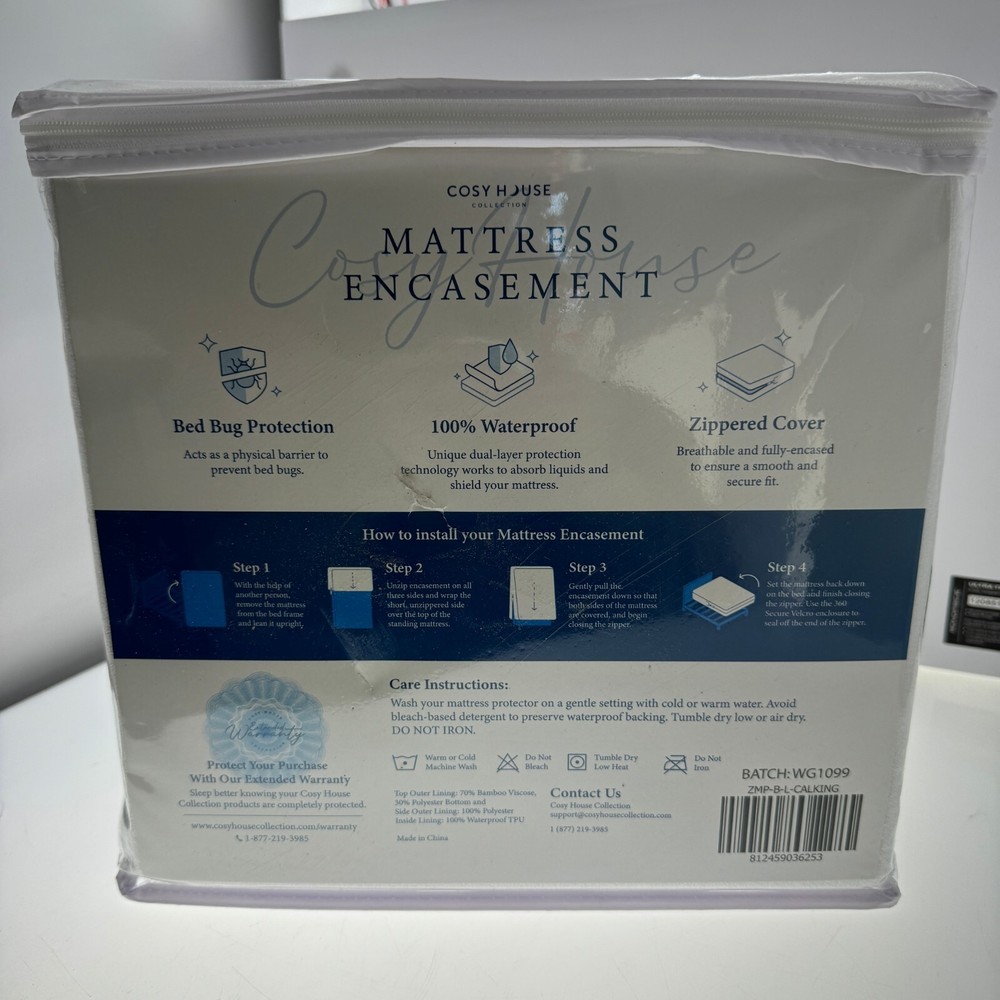 COSY HOUSE
COLLECTION
Cosy House
MATTRESS
ENCASEMENT
Bed Bug Protection
Acts as a physical barrier to
prevent bed bugs.
100% Waterproof
Unique dual-layer protection
technology works to absorb liquids and
shield your mattress.
Zippered Cover
Breathable and fully-encased
to ensure a smooth and
secure fit.
How to install your Mattress Encasement
Step 1
With the help of
another person,
remove the mattress
from the bed frame
and lean it upright.
Step 2
Unzip encasement on all
three sides and wrap the
short, unzippered side
over the top of the
standing mattress.
Step 3
Gently pull the
encasement down so that
both sides of the mattress
are covered, and begin
closing the zipper.
Step 4
Set the mattress back down
on the bed and finish closing
the zipper. Use the 360
Secure Velcro enclosure to
seal off the end of the zipper.
Warranty
Protect Your Purchase
With Our Extended Warranty
Sleep better knowing your Cosy House
Collection products are completely protected.
www.cosyhousecollection.com/warranty
1-877-219-3985
Care Instructions:
Wash your mattress protector on a gentle setting with cold or warm water. Avoid
bleach-based detergent to preserve waterproof backing. Tumble dry low or air dry.
DO NOT IRON.
Warm or Cold
Machine Wash
Do Not
Bleach
Tumble Dry
Low Heat
Do Not
Iron
Top Outer Lining: 70% Bamboo Viscose,
30% Polyester Bottom and
Side Outer Lining: 100% Polyester
Inside Lining: 100% Waterproof TPU
Made in China
Contact Us
Cosy House Collection
support@cosyhousecollection.com
1 (877) 219-3985
BATCH: WG1099
ZMP-B-L-CALKING
812459036253